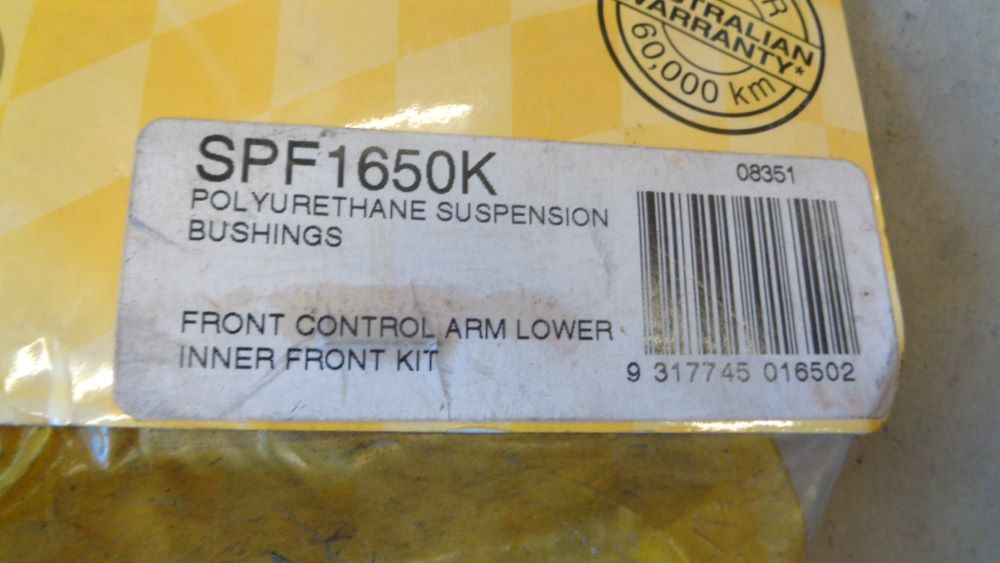 AUSTRALIAN
WARRANTY*
60,000 km
SPF1650K
08351
POLYURETHANE SUSPENSION
BUSHINGS
FRONT CONTROL ARM LOWER
INNER FRONT KIT
9 317745 016502